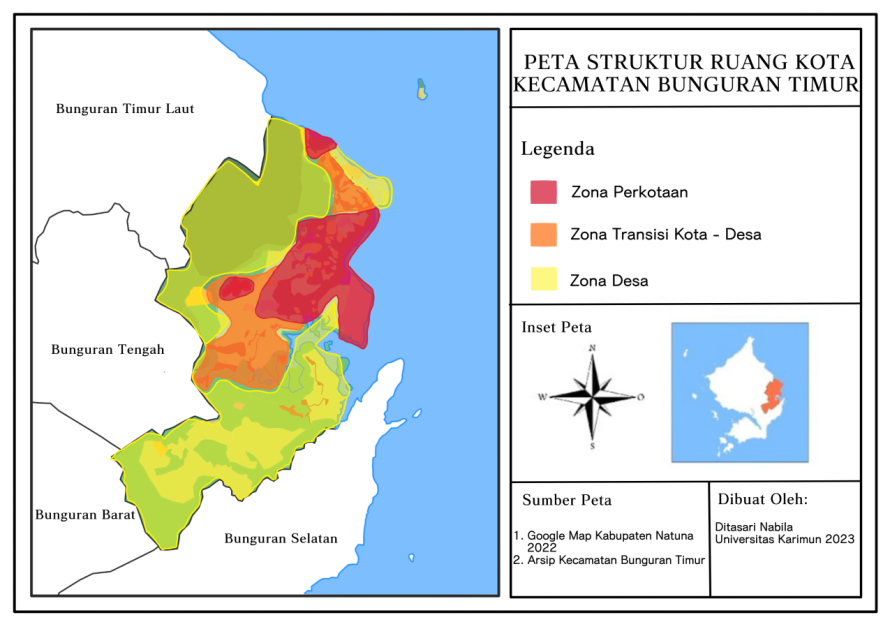 PETA STRUKTUR RUANG KOTA
KECAMATAN BUNGURAN TIMUR
Bunguran Timur Laut
Legenda
Zona Perkotaan
Zona Transisi Kota - Desa
Zona Desa
Inset Peta
N
W
O
S
Bunguran Tengah
Bunguran Barat
Bunguran Selatan
Sumber Peta
1. Google Map Kabupaten Natuna
2022
2. Arsip Kecamatan Bunguran Timur
Dibuat Oleh:
Ditasari Nabila
Universitas Karimun 2023